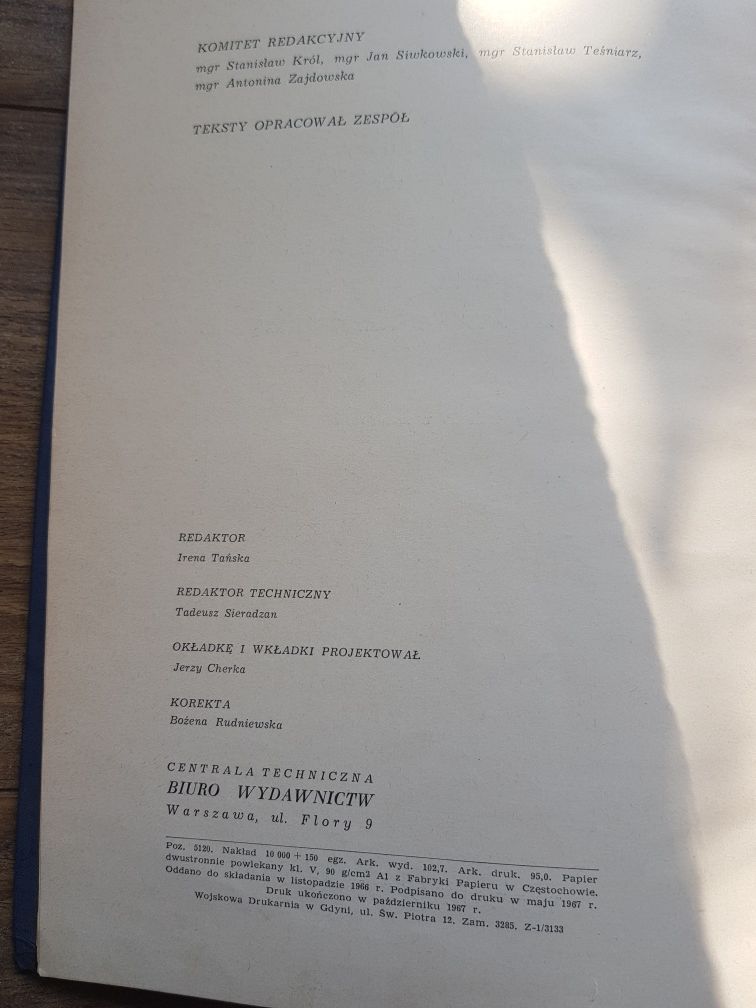 KOMITET REDAKCYJNY
mgr Stanisław Król, mgr Jan Siwkowski, mgr Stanisław Teśniarz,
mgr Antonina Zajdowska
TEKSTY OPRACOWAŁ ZESPÓŁ
REDAKTOR
Irena Tańska
REDAKTOR TECHNICZNY
Tadeusz Sieradzan
OKŁADKĘ I WKŁADKI PROJEKTOWAŁ
Jerzy Cherka
KOREKTA
Bożena Rudniewska
CENTRALA TECHNICZNA
BIURO WYDAWNICTW
Warszawa, ul. Flory 9
Poz. 5120. Nakład 10 000 + 150 egz. Ark. wyd. 102,7. Ark. druk. 95,0. Papier
dwustronnie powlekany kl. V, 90 g/cm2 A1 z Fabryki Papieru w Częstochowie.
Oddano do składania w listopadzie 1966 r. Podpisano do druku w maju 1967 r.
Druk ukończono w październiku 1967 r.
Wojskowa Drukarnia w Gdyni, ul. Św. Piotra 12. Zam. 3285. Z-1/3133